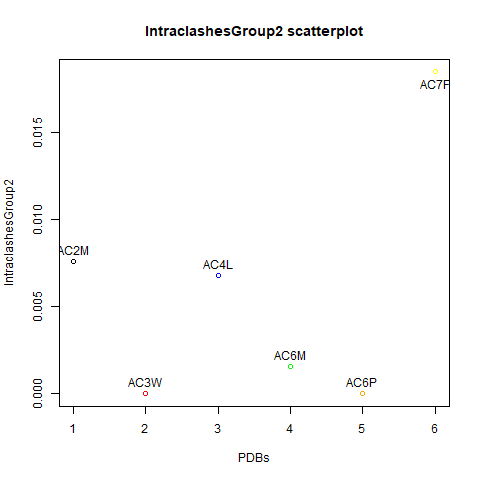 IntraclashesGroup2 scatterplot
IntraclashesGroup2
0.015
0.010
0.005
0.000
AC7F
AC2M
AC4L
AC6M
AC3W
AC6P
1 2 3 4 5 6
PDBs